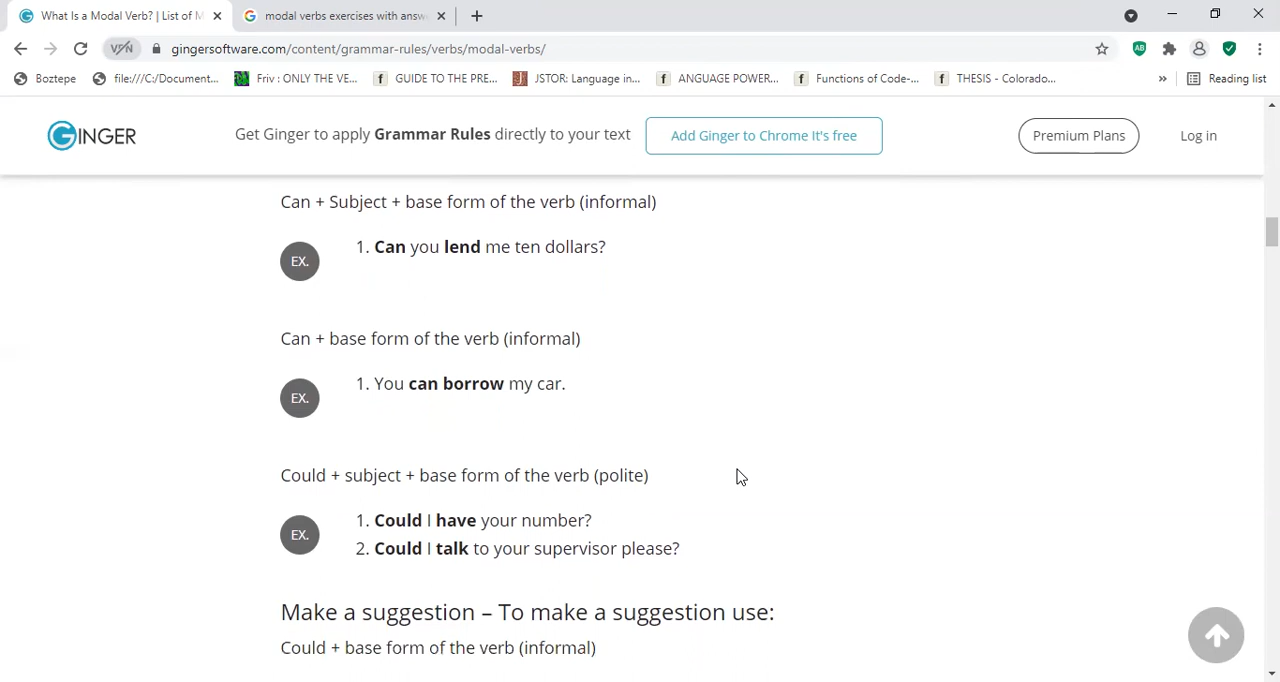 What Is a Modal Verb? | List of M
modal verbs exercises with answ
VPN
gingersoftware.com/content/grammar-rules/verbs/modal-verbs/
Boztepe
file:///C:/Document...
Friv : ONLY THE VE...
GUIDE TO THE PRE...
JSTOR: Language in...
ANGUAGE POWER...
Functions of Code-...
THESIS - Colorado...
»
Reading list
GINGER
Get Ginger to apply Grammar Rules directly to your text
Add Ginger to Chrome It's free
Premium Plans
Log in
Can + Subject + base form of the verb (informal)
EX.
1. Can you lend me ten dollars?
Can + base form of the verb (informal)
EX.
1. You can borrow my car.
Could + subject + base form of the verb (polite)
EX.
1. Could I have your number?
2. Could I talk to your supervisor please?
Make a suggestion – To make a suggestion use:
Could + base form of the verb (informal)